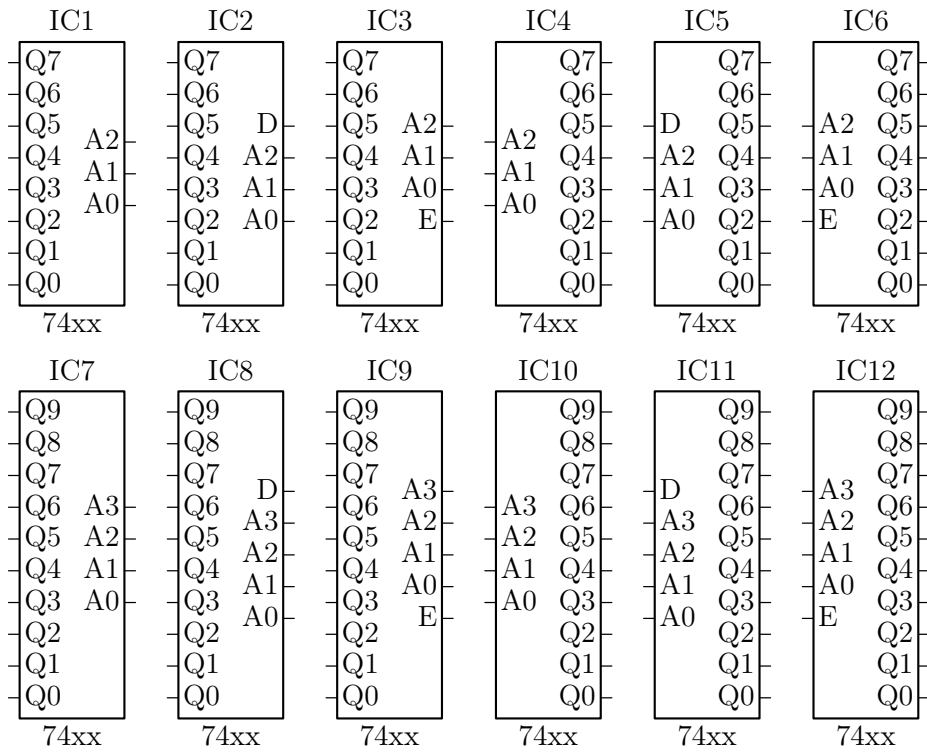 IC1 IC2 IC3 IC4 IC5 IC6
Q7 Q7 Q7 Q7 Q7 Q7
Q6 Q6 Q6 Q6 Q6 Q6
Q5 Q5 D Q5 A2 Q5 D Q5 A2 Q5
A2 A2
Q4 Q4 A2 Q4 A1 Q4 A2 Q4 A1 Q4
A1 A1
Q3 Q3 A1 Q3 A0 Q3 A1 Q3 A0 Q3
A0 A0
Q2 Q2 A0 Q2 E Q2 A0 Q2 E Q2
Q1 Q1 Q1 Q1 Q1 Q1
Q0 Q0 Q0 Q0 Q0 Q0
74xx 74xx 74xx 74xx 74xx 74xx
IC7 IC8 IC9 IC10 IC11 IC12
Q9 Q9 Q9 Q9 Q9 Q9
Q8 Q8 Q8 Q8 Q8 Q8
Q7 Q7 Q7 Q7 Q7 Q7
D A3 D A3
Q6 A3 Q6 Q6 A3 Q6 Q6 Q6
A3 A2 A3 A2
Q5 A2 Q5 Q5 A2 Q5 Q5 Q5
A2 A1 A2 A1
Q4 A1 Q4 Q4 A1 Q4 Q4 Q4
A1 A0 A1 A0
Q3 A0 Q3 Q3 A0 Q3 Q3 Q3
A0 E A0 E
Q2 Q2 Q2 Q2 Q2 Q2
Q1 Q1 Q1 Q1 Q1 Q1
Q0 Q0 Q0 Q0 Q0 Q0
74xx 74xx 74xx 74xx 74xx 74xx